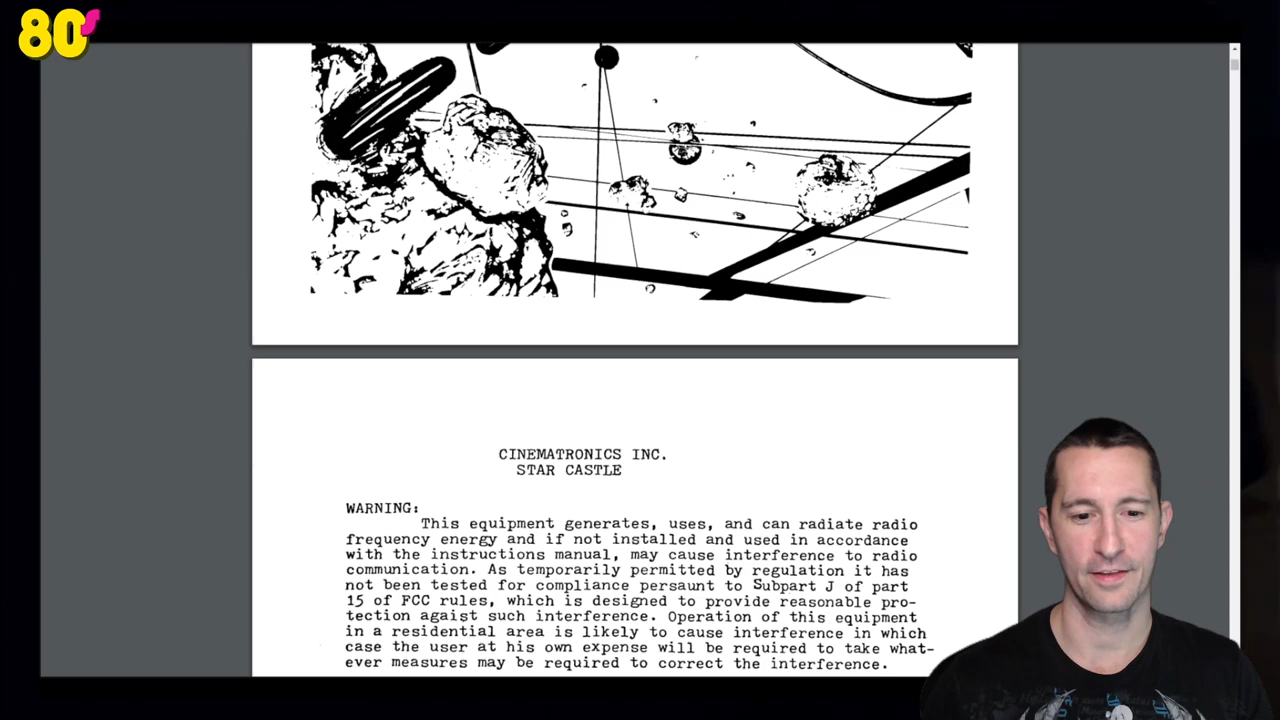 80s
CINEMATRONICS INC.
STAR CASTLE
WARNING:
This equipment generates, uses, and can radiate radio
frequency energy and if not installed and used in accordance
with the instructions manual, may cause interference to radio
communication. As temporarily permitted by regulation it has
not been tested for compliance persaunt to Subpart J of part
15 of FCC rules, which is designed to provide reasonable pro-
tection agaist such interference. Operation of this equipment
in a residential area is likely to cause interference in which
case the user at his own expense will be required to take what-
ever measures may be required to correct the interference.